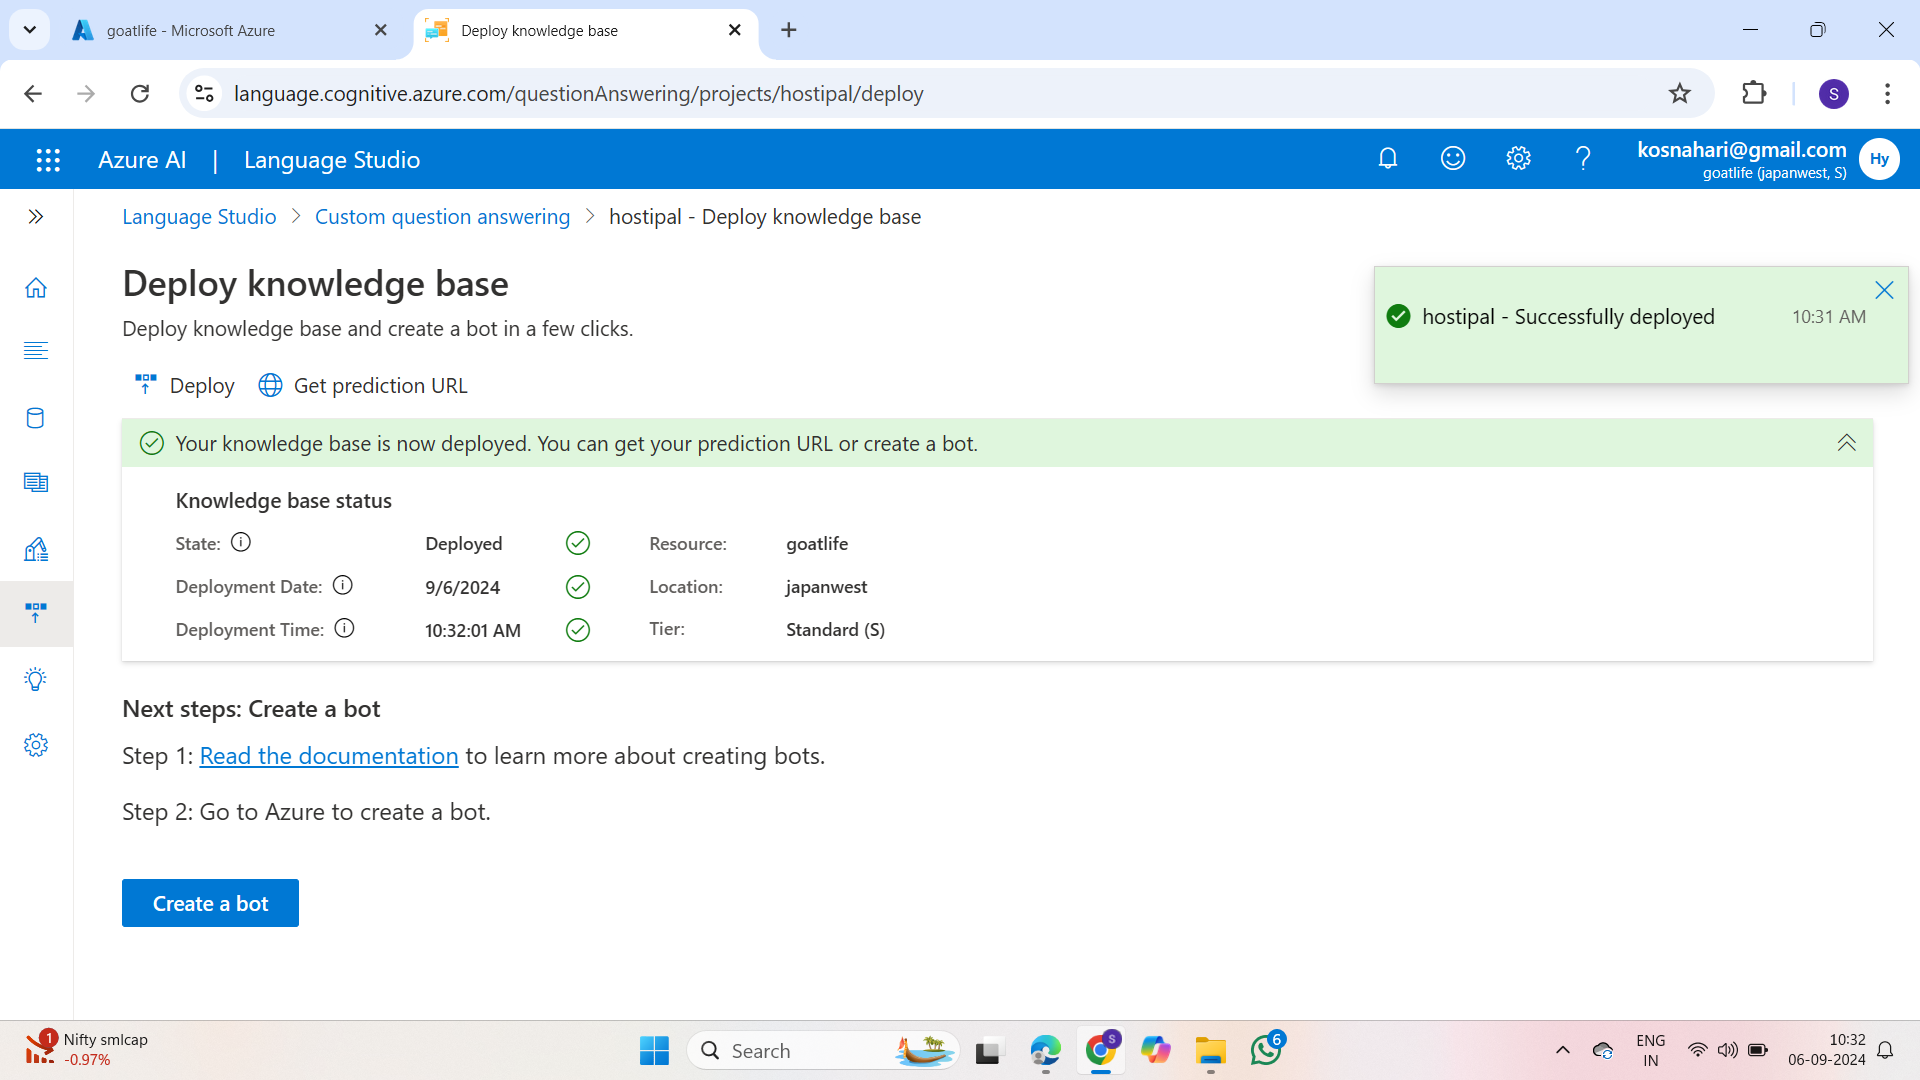 goatlife - Microsoft Azure
Deploy knowledge base
language.cognitive.azure.com/questionAnswering/projects/hostipal/deploy
S
Azure AI | Language Studio
kosnahari@gmail.com
goatlife (japanwest, S)
Hy
Language Studio > Custom question answering > hostipal - Deploy knowledge base
Deploy knowledge base
Deploy knowledge base and create a bot in a few clicks.
hostipal - Successfully deployed 10:31 AM
Deploy Get prediction URL
Your knowledge base is now deployed. You can get your prediction URL or create a bot.
Knowledge base status
State: Deployed Resource: goatlife
Deployment Date: 9/6/2024 Location: japanwest
Deployment Time: 10:32:01 AM Tier: Standard (S)
Next steps: Create a bot
Step 1: Read the documentation to learn more about creating bots.
Step 2: Go to Azure to create a bot.
Create a bot
1
Nifty smlcap
-0.97%
Search
S
6
ENG
IN
10:32
06-09-2024